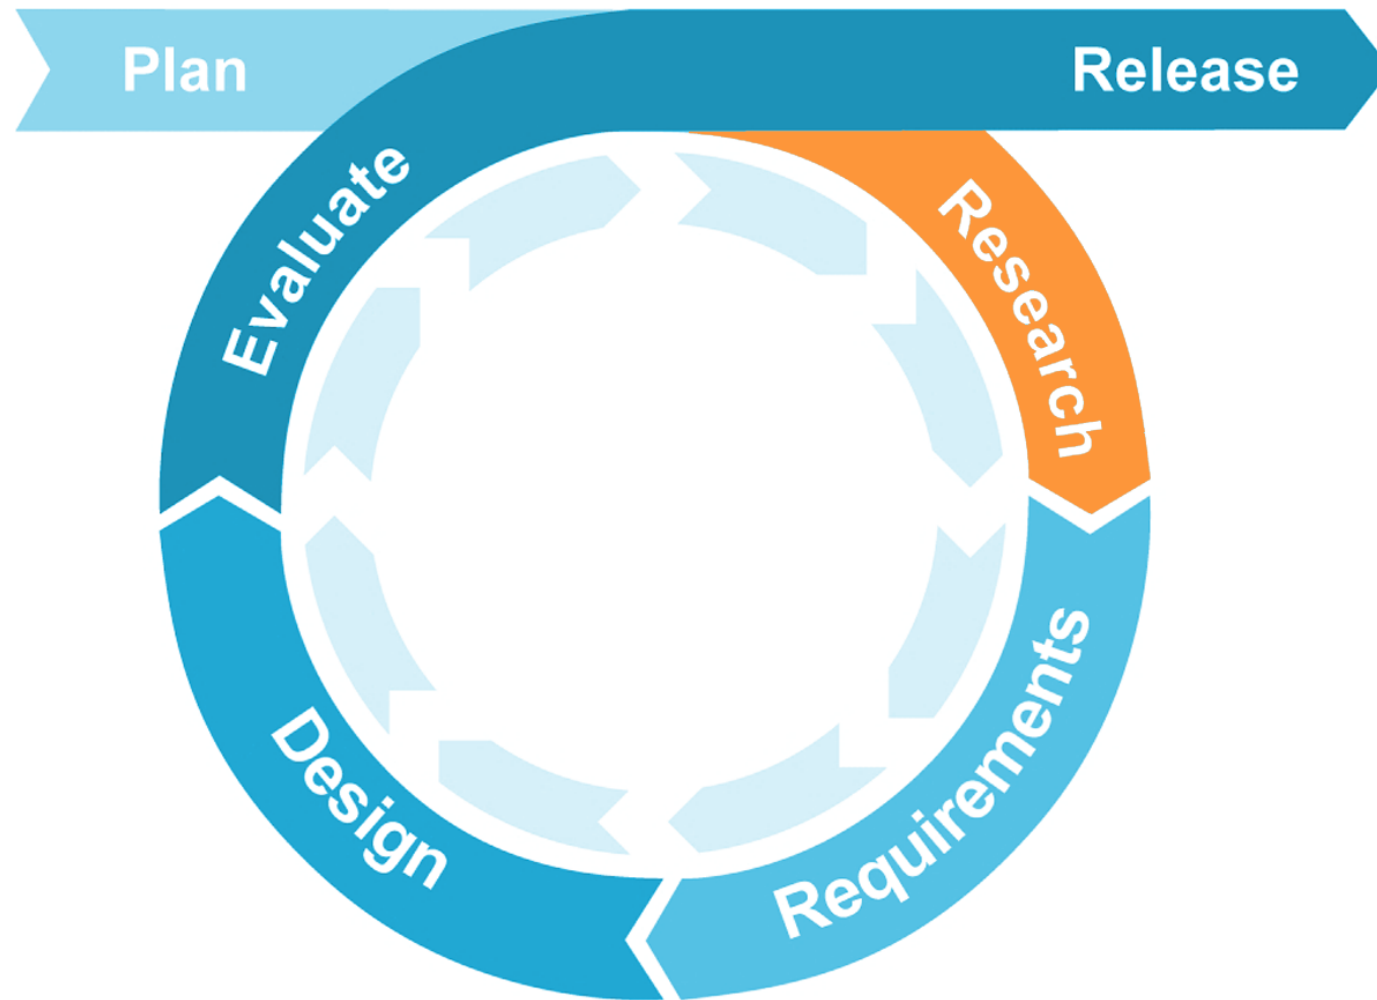 Plan
Release
Research
Requirements
Design
Evaluate